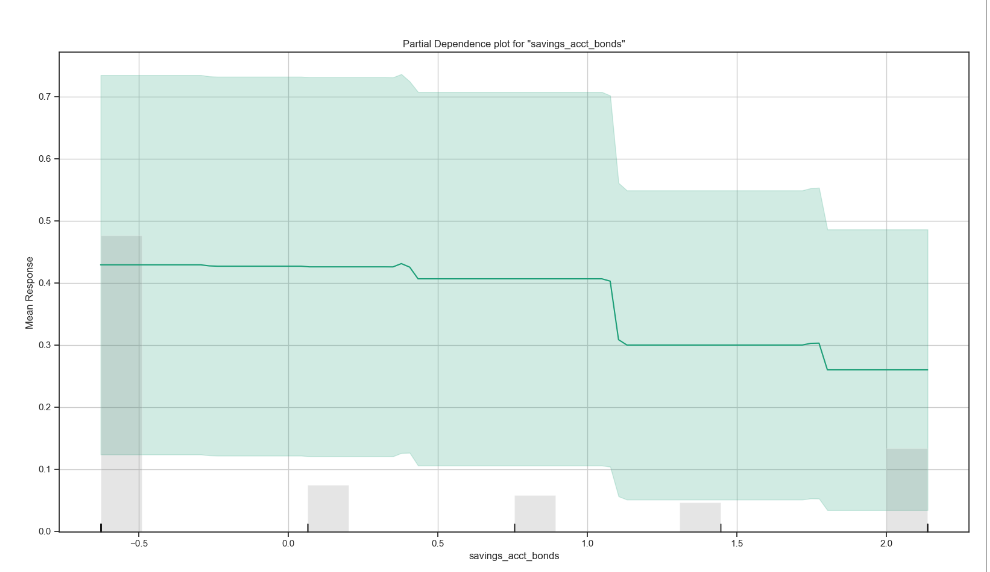 Partial Dependence plot for "savings_acct_bonds"
Mean Response
0.7
0.6
0.5
0.4
0.3
0.2
0.1
0.0
−0.5 0.0 0.5 1.0 1.5 2.0
savings_acct_bonds